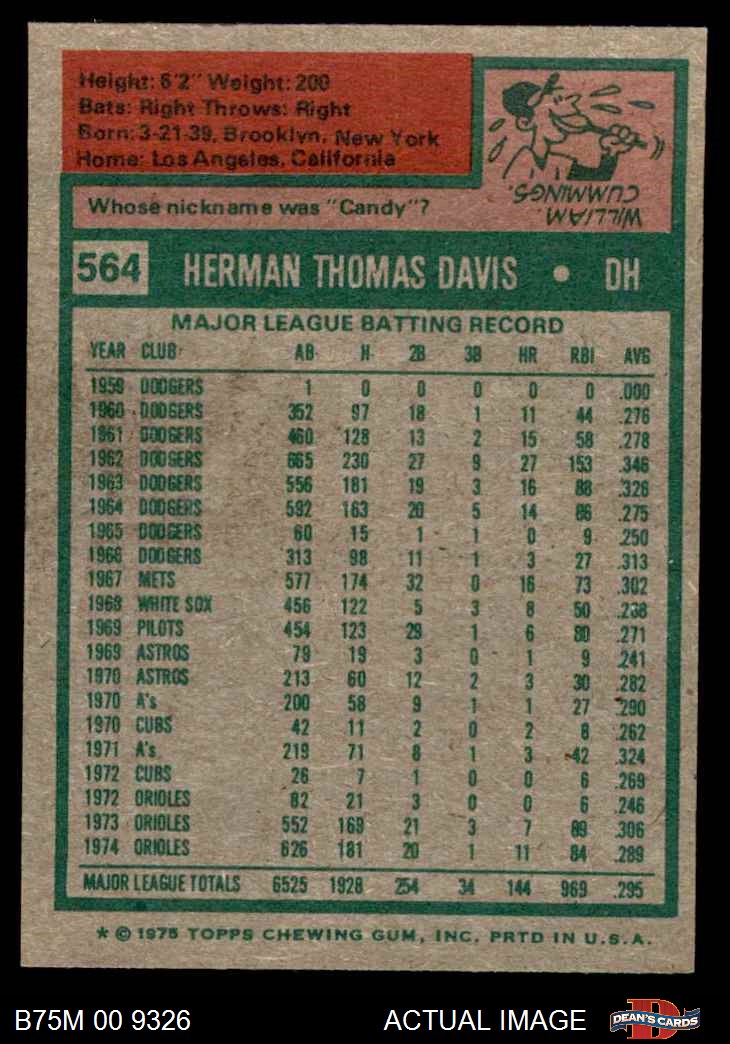 Height: 6'2" Weight: 200
Bats: Right Throws: Right
Born: 3-21-39, Brooklyn, New York
Home: Los Angeles, California
Whose nickname was "Candy"?
WILLIAM CUMMINGS.
564 HERMAN THOMAS DAVIS • DH
MAJOR LEAGUE BATTING RECORD
YEAR CLUB AB H 2B 3B HR RBI AVG
1959 DODGERS 1 0 0 0 0 0 .000
1960 DODGERS 352 97 18 1 11 44 .276
1961 DODGERS 460 128 13 2 15 58 .278
1962 DODGERS 665 230 27 9 27 153 .346
1963 DODGERS 556 181 19 3 16 88 .326
1964 DODGERS 592 163 20 5 14 86 .275
1965 DODGERS 60 15 1 1 0 9 .250
1966 DODGERS 313 98 11 1 3 27 .313
1967 METS 577 174 32 0 16 73 .302
1968 WHITE SOX 456 122 5 3 8 50 .268
1969 PILOTS 454 123 29 1 6 80 .271
1969 ASTROS 79 19 3 0 1 9 .241
1970 ASTROS 213 60 12 2 3 30 .282
1970 A's 200 58 9 1 1 27 .290
1970 CUBS 42 11 2 0 2 8 .262
1971 A's 219 71 8 1 3 42 .324
1972 CUBS 26 7 1 0 0 6 .269
1972 ORIOLES 82 21 3 0 0 6 .246
1973 ORIOLES 552 169 21 3 7 89 .306
1974 ORIOLES 626 181 20 1 11 84 .289
MAJOR LEAGUE TOTALS 6525 1928 254 34 144 969 .295
* © 1975 TOPPS CHEWING GUM, INC. PRTD IN U.S.A.
B75M 00 9326 ACTUAL IMAGE DEAN'S CARDS